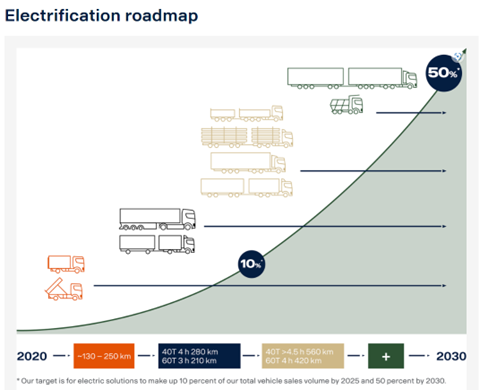 Electrification roadmap
50%*
10%*
2020
~130 – 250 km
40T 4 h 280 km
60T 3 h 210 km
40T >4.5 h 560 km
60T 4 h 420 km
+
2030
* Our target is for electric solutions to make up 10 percent of our total vehicle sales volume by 2025 and 50 percent by 2030.